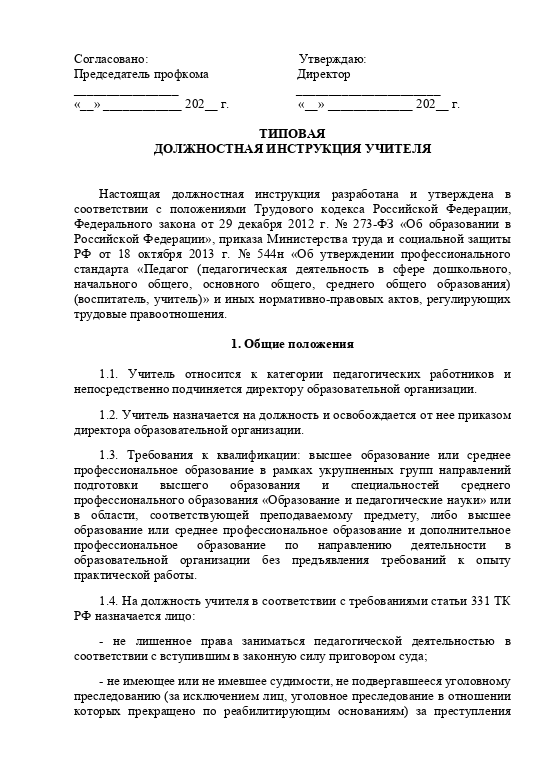 Согласовано: Утверждаю:
Председатель профкома Директор
________________ ______________________
«__» ____________ 202__ г. «__» _____________ 202__ г.
ТИПОВАЯ
ДОЛЖНОСТНАЯ ИНСТРУКЦИЯ УЧИТЕЛЯ
Настоящая должностная инструкция разработана и утверждена в
соответствии с положениями Трудового кодекса Российской Федерации,
Федерального закона от 29 декабря 2012 г. № 273-ФЗ «Об образовании в
Российской Федерации», приказа Министерства труда и социальной защиты
РФ от 18 октября 2013 г. № 544н «Об утверждении профессионального
стандарта «Педагог (педагогическая деятельность в сфере дошкольного,
начального общего, основного общего, среднего общего образования)
(воспитатель, учитель)» и иных нормативно-правовых актов, регулирующих
трудовые правоотношения.
1. Общие положения
1.1. Учитель относится к категории педагогических работников и
непосредственно подчиняется директору образовательной организации.
1.2. Учитель назначается на должность и освобождается от нее приказом
директора образовательной организации.
1.3. Требования к квалификации: высшее образование или среднее
профессиональное образование в рамках укрупненных групп направлений
подготовки высшего образования и специальностей среднего
профессионального образования «Образование и педагогические науки» или
в области, соответствующей преподаваемому предмету, либо высшее
образование или среднее профессиональное образование и дополнительное
профессиональное образование по направлению деятельности в
образовательной организации без предъявления требований к опыту
практической работы.
1.4. На должность учителя в соответствии с требованиями статьи 331 ТК
РФ назначается лицо:
- не лишенное права заниматься педагогической деятельностью в
соответствии с вступившим в законную силу приговором суда;
- не имеющее или не имевшее судимости, не подвергавшееся уголовному
преследованию (за исключением лиц, уголовное преследование в отношении
которых прекращено по реабилитирующим основаниям) за преступления